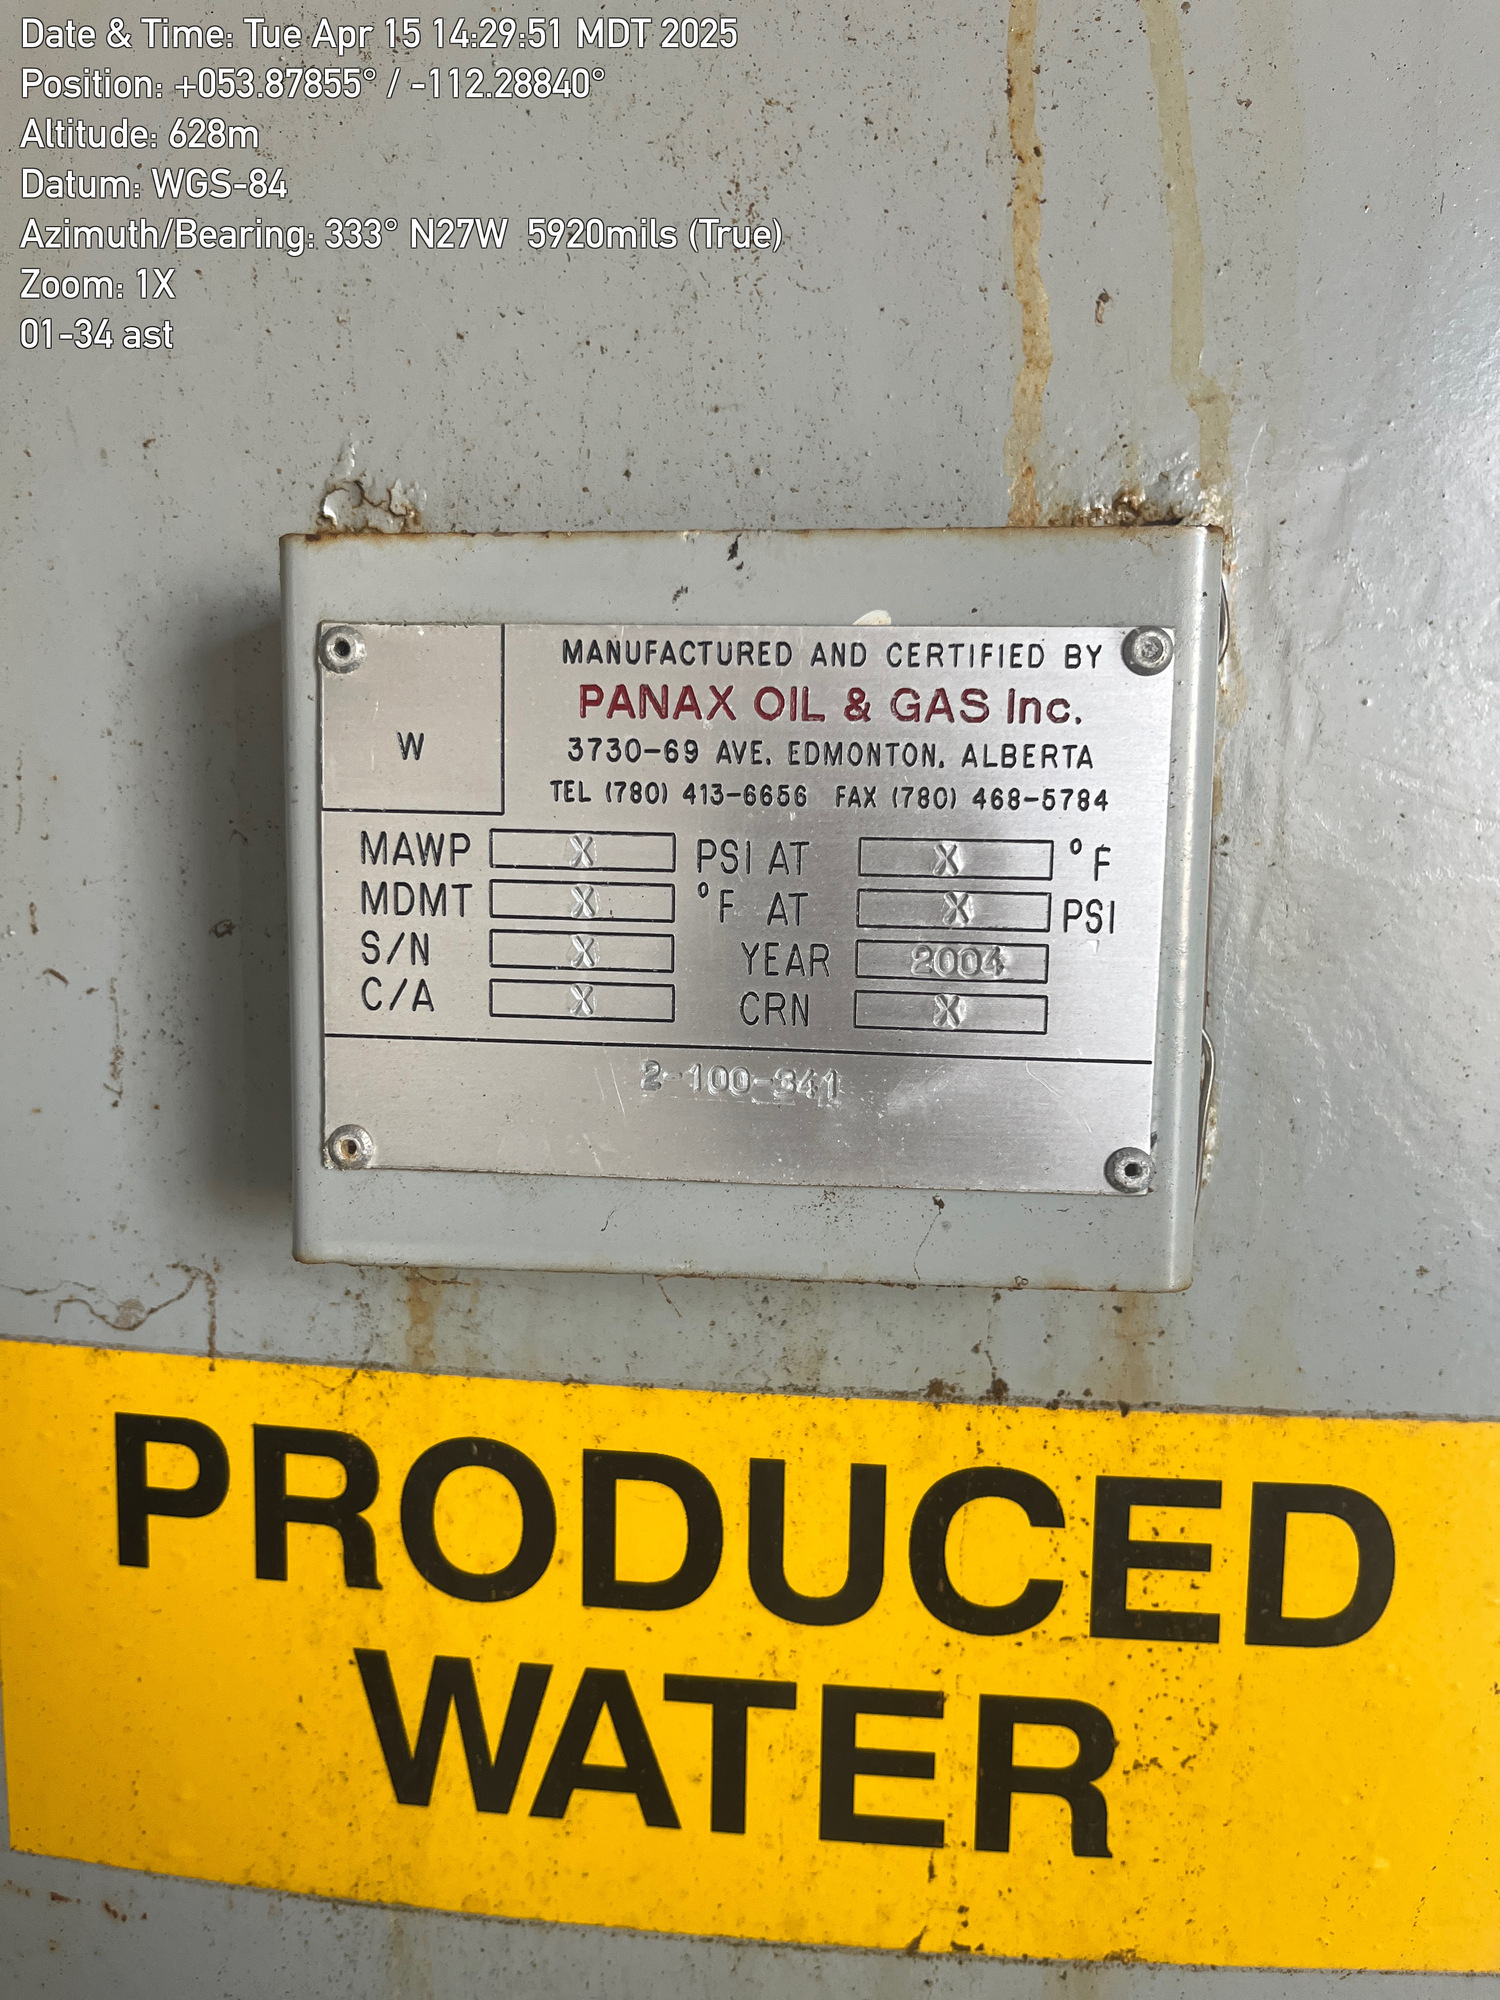 Date & Time: Tue Apr 15 14:29:51 MDT 2025
Position: +053.87855° / -112.28840°
Altitude: 628m
Datum: WGS-84
Azimuth/Bearing: 333° N27W 5920mils (True)
Zoom: 1X
01-34 ast
MANUFACTURED AND CERTIFIED BY
PANAX OIL & GAS Inc.
W
3730-69 AVE. EDMONTON, ALBERTA
TEL (780) 413-6656 FAX (780) 468-5784
MAWP X PSI AT X °F
MDMT X °F AT X PSI
S/N X YEAR 2004
C/A X CRN X
2-100-341
PRODUCED
WATER